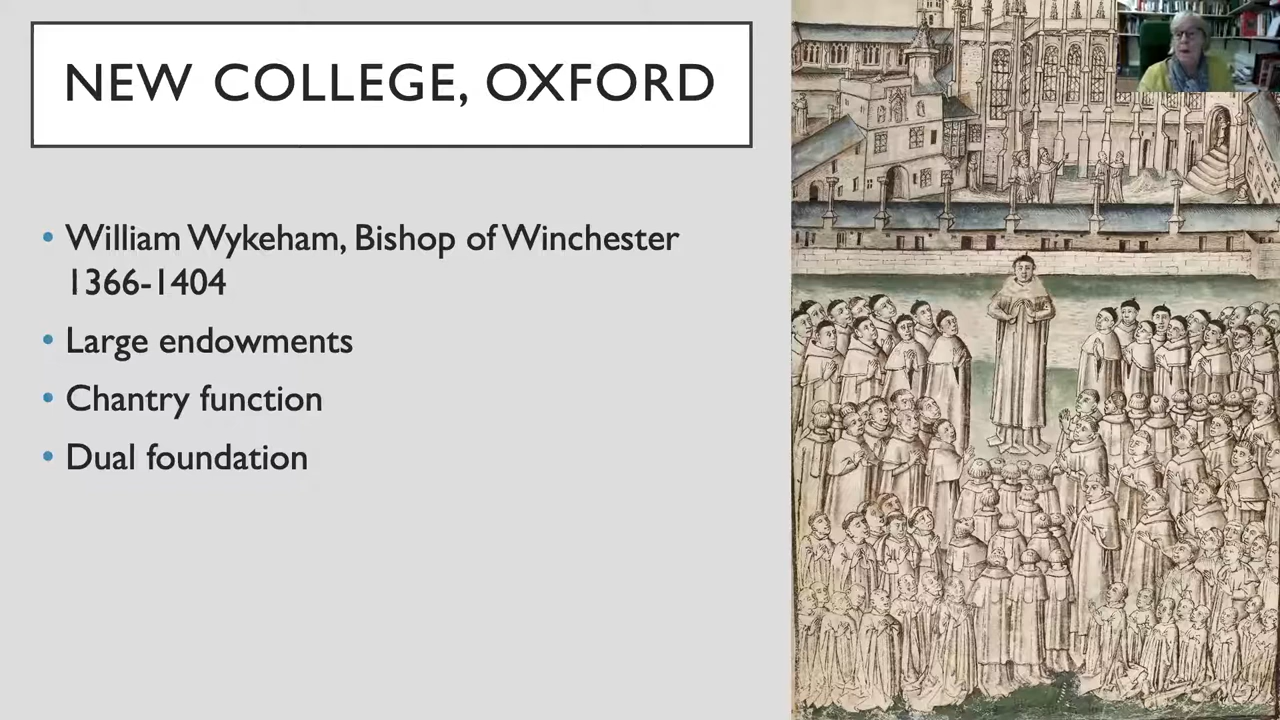 NEW COLLEGE, OXFORD
• William Wykeham, Bishop of Winchester
1366-1404
• Large endowments
• Chantry function
• Dual foundation